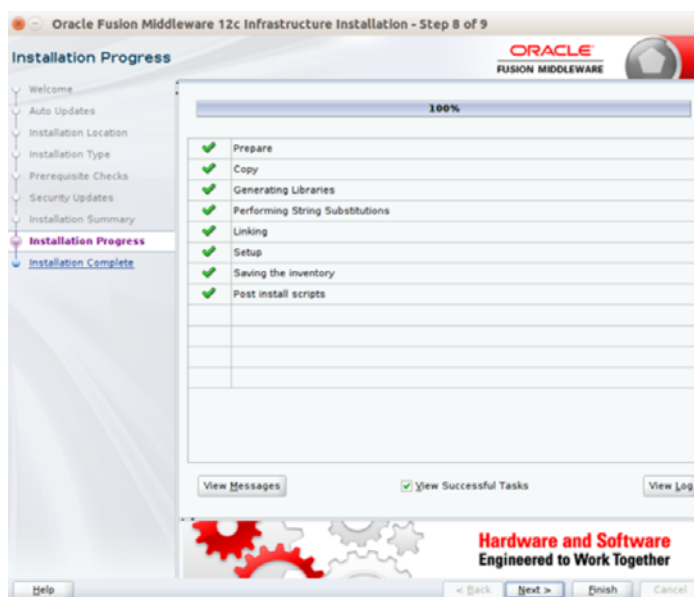 Oracle Fusion Middleware 12c Infrastructure Installation - Step 8 of 9
Installation Progress
ORACLE
FUSION MIDDLEWARE
Welcome
Auto Updates
Installation Location
Installation Type
Prerequisite Checks
Security Updates
Installation Summary
Installation Progress
Installation Complete
100%
Prepare
Copy
Generating Libraries
Performing String Substitutions
Linking
Setup
Saving the inventory
Post install scripts
View Messages
View Successful Tasks
View Log
Hardware and Software
Engineered to Work Together
Help
< Back
Next >
Finish
Cancel